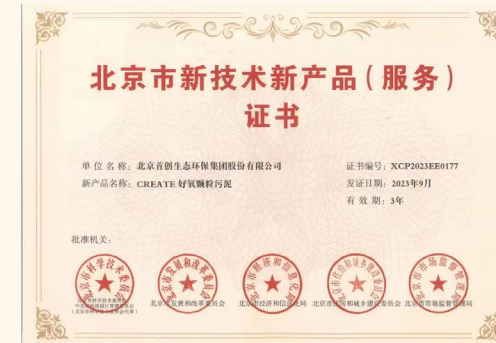 北京市新技术新产品（服务）
证书
单位名称：北京首创生态环保集团股份有限公司
证书编号：XCP2023EE0177
新产品名称：CREATE 好氧颗粒污泥
发证日期：2023年9月
有效期：3年
批准机关：
北京市发展和改革委员会
北京市经济和信息化局
北京市住房和城乡建设委员会
北京市市场监督管理局